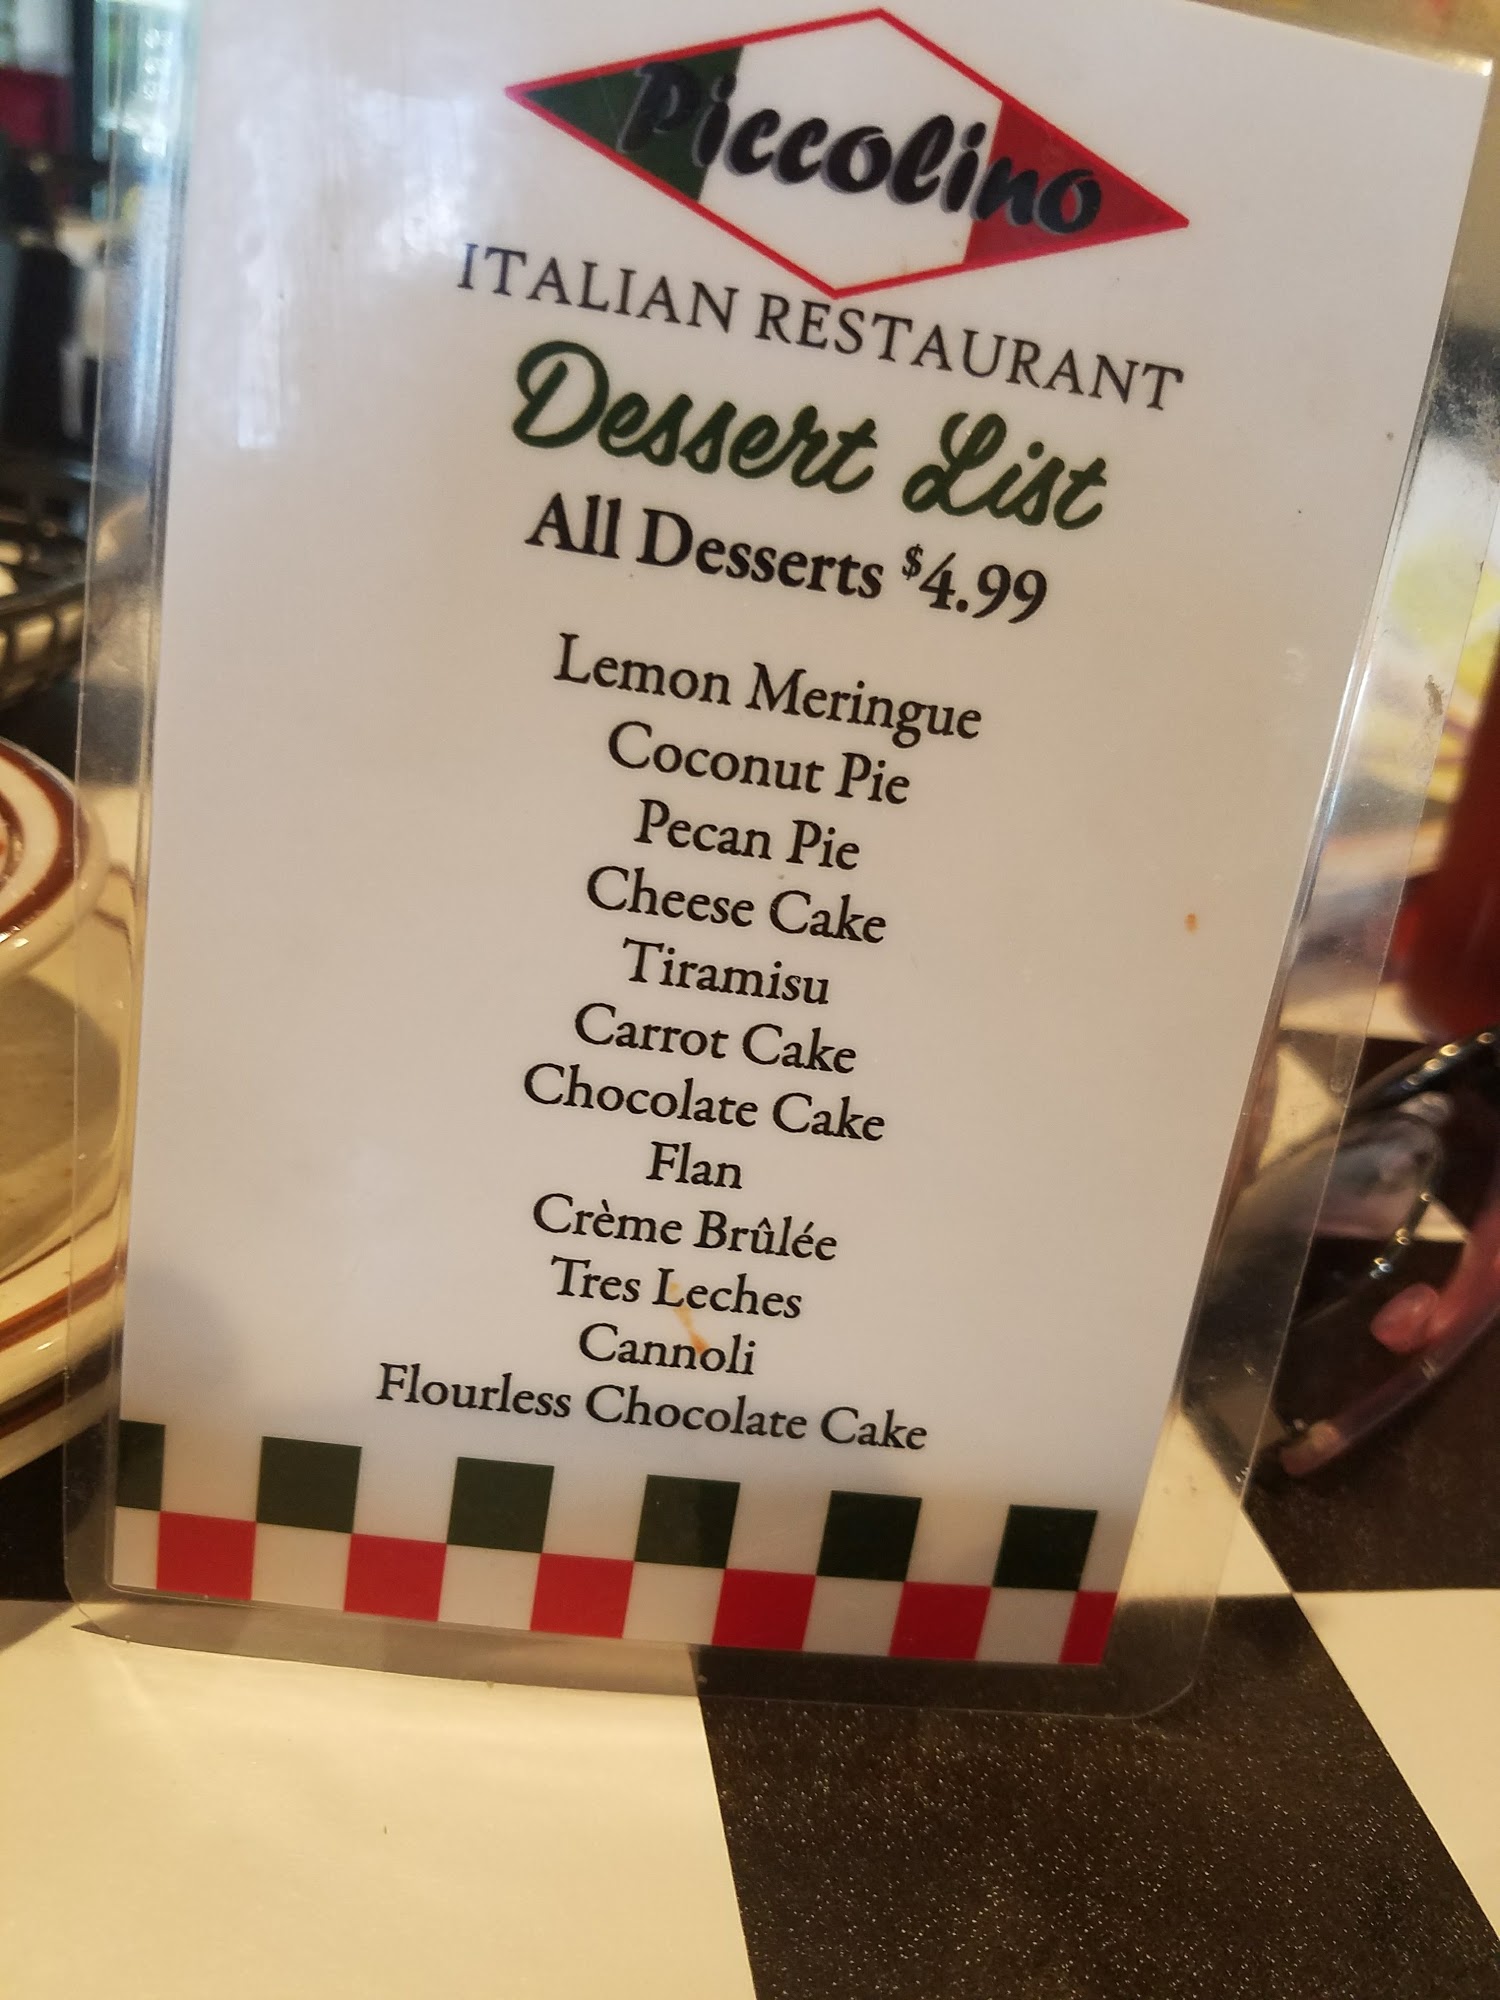 Piccolino
ITALIAN RESTAURANT
Dessert List
All Desserts $4.99
Lemon Meringue
Coconut Pie
Pecan Pie
Cheese Cake
Tiramisu
Carrot Cake
Chocolate Cake
Flan
Crème Brûlée
Tres Leches
Cannoli
Flourless Chocolate Cake